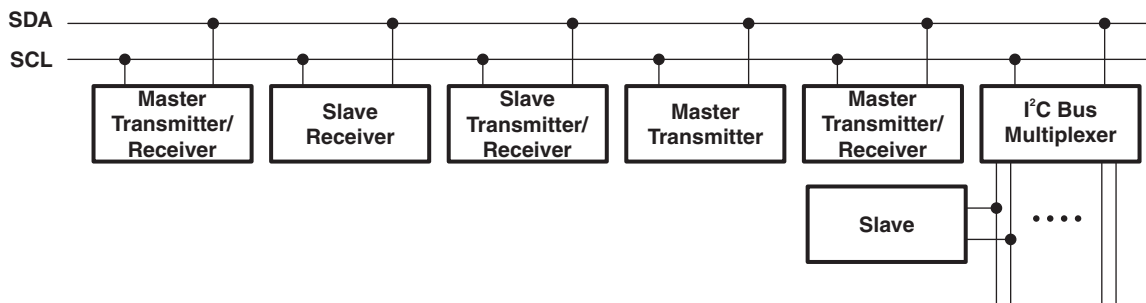 SDA
SCL
Master
Transmitter/
Receiver
Slave
Receiver
Slave
Transmitter/
Receiver
Master
Transmitter
Master
Transmitter/
Receiver
I²C Bus
Multiplexer
Slave